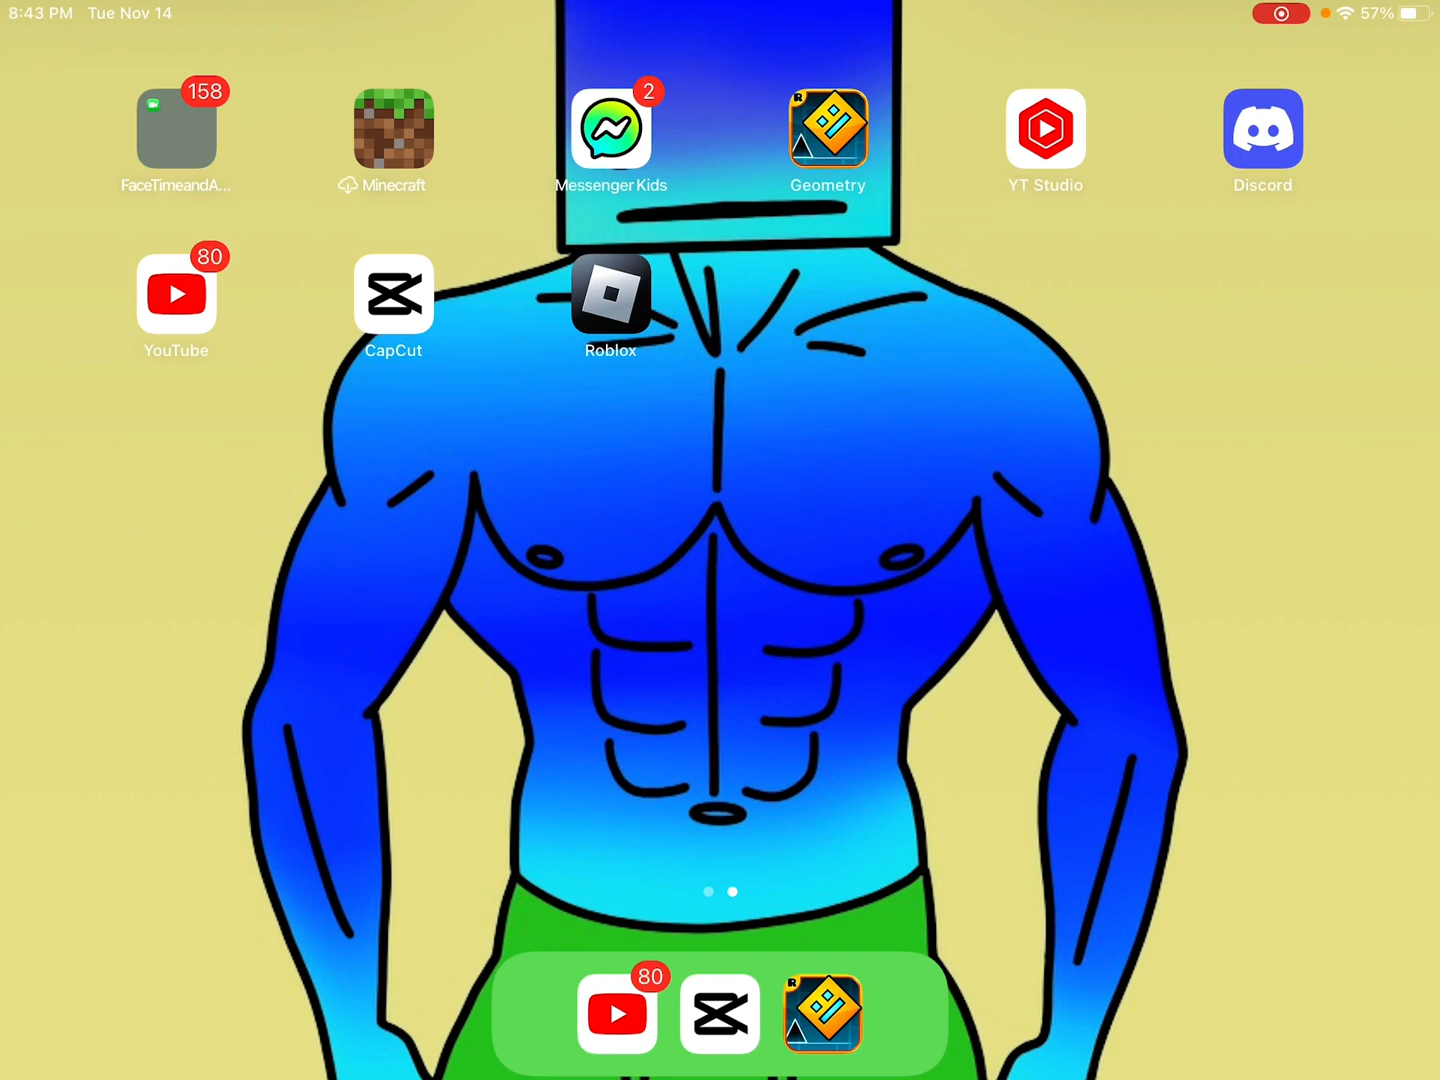 8:43 PM Tue Nov 14
57%
158
2
FaceTimeandA...
Minecraft
Messenger Kids
Geometry
YT Studio
Discord
80
YouTube
CapCut
Roblox
80